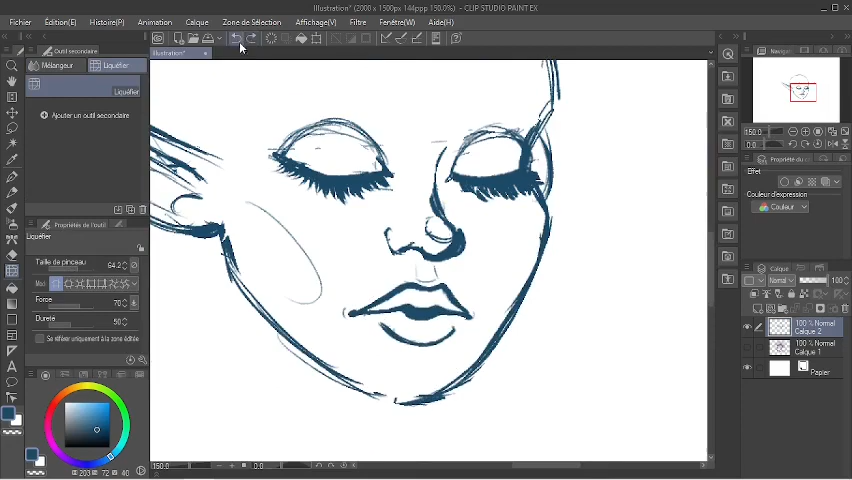 Illustration* (2000 x 1500px 144ppp 150.0%) - CLIP STUDIO PAINT EX
Fichier Édition(E) Histoire(P) Animation Calque Zone de Sélection Affichage(V) Filtre Fenêtre(W) Aide(H)
Outil secondaire
Illustration*
Navigat
Mélangeur Liquéfier
Liquéfier
Ajouter un outil secondaire
150.0
0.0
Propriété du c
Effet
Couleur d'expression
Couleur
Propriétés de l'outil
Liquéfier
Taille de pinceau 64.2
Mo
Force 70
Dureté 50
Se référer uniquement à la zone éditée
Calque
Normal 100
100 % Normal
Calque 2
100 % Normal
Calque 1
Papier
203 72 40
150.0 0.0